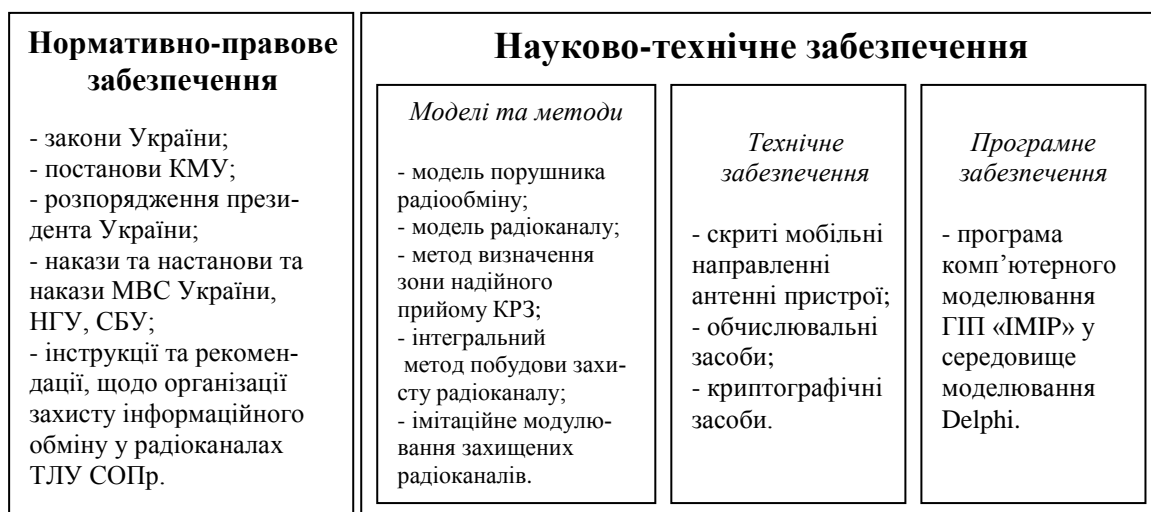 Нормативно-правове
забезпечення
- закони України;
- постанови КМУ;
- розпорядження прези-
дента України;
- накази та настанови та
накази МВС України,
НГУ, СБУ;
- інструкції та рекомен-
дації, щодо організації
захисту інформаційного
обміну у радіоканалах
ТЛУ СОПр.
Науково-технічне забезпечення
Моделі та методи
- модель порушника
радіообміну;
- модель радіоканалу;
- метод визначення
зони надійного
прийому КРЗ;
- інтегральний
метод побудови захи-
сту радіоканалу;
- імітаційне модулю-
вання захищених
радіоканалів.
Технічне
забезпечення
- скриті мобільні
направленні
антенні пристрої;
- обчислювальні
засоби;
- криптографічні
засоби.
Програмне
забезпечення
- програма
комп’ютерного
моделювання
ГІП «ІМІР» у
середовище
моделювання
Delphi.